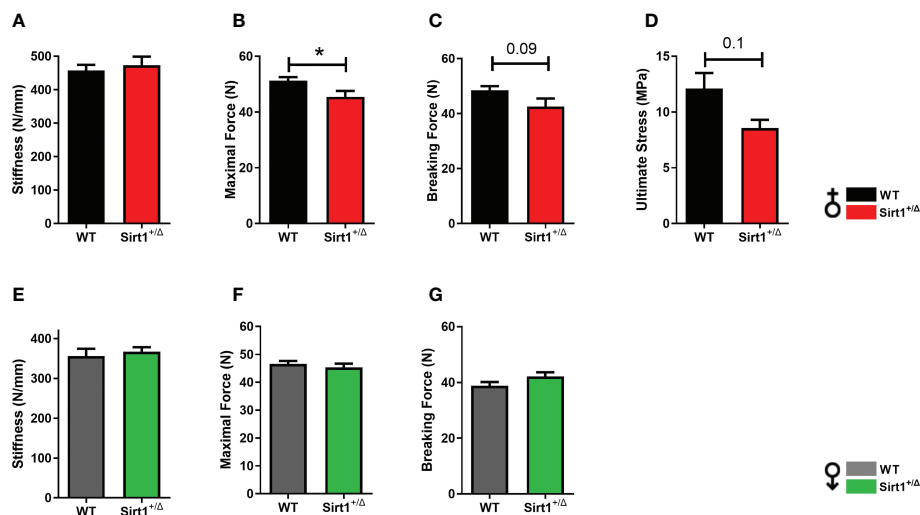 A
B
C
D
Stiffness (N/mm)
500
400
300
200
100
0
WT
Sirt1+/Δ
Maximal Force (N)
60
40
20
0
*
WT
Sirt1+/Δ
Breaking Force (N)
60
40
20
0
0.09
WT
Sirt1+/Δ
Ultimate Stress (MPa)
15
10
5
0
0.1
WT
Sirt1+/Δ
WT
Sirt1+/Δ
E
F
G
Stiffness (N/mm)
400
300
200
100
0
WT
Sirt1+/Δ
Maximal Force (N)
60
50
40
30
20
10
0
WT
Sirt1+/Δ
Breaking Force (N)
60
40
20
0
WT
Sirt1+/Δ
WT
Sirt1+/Δ